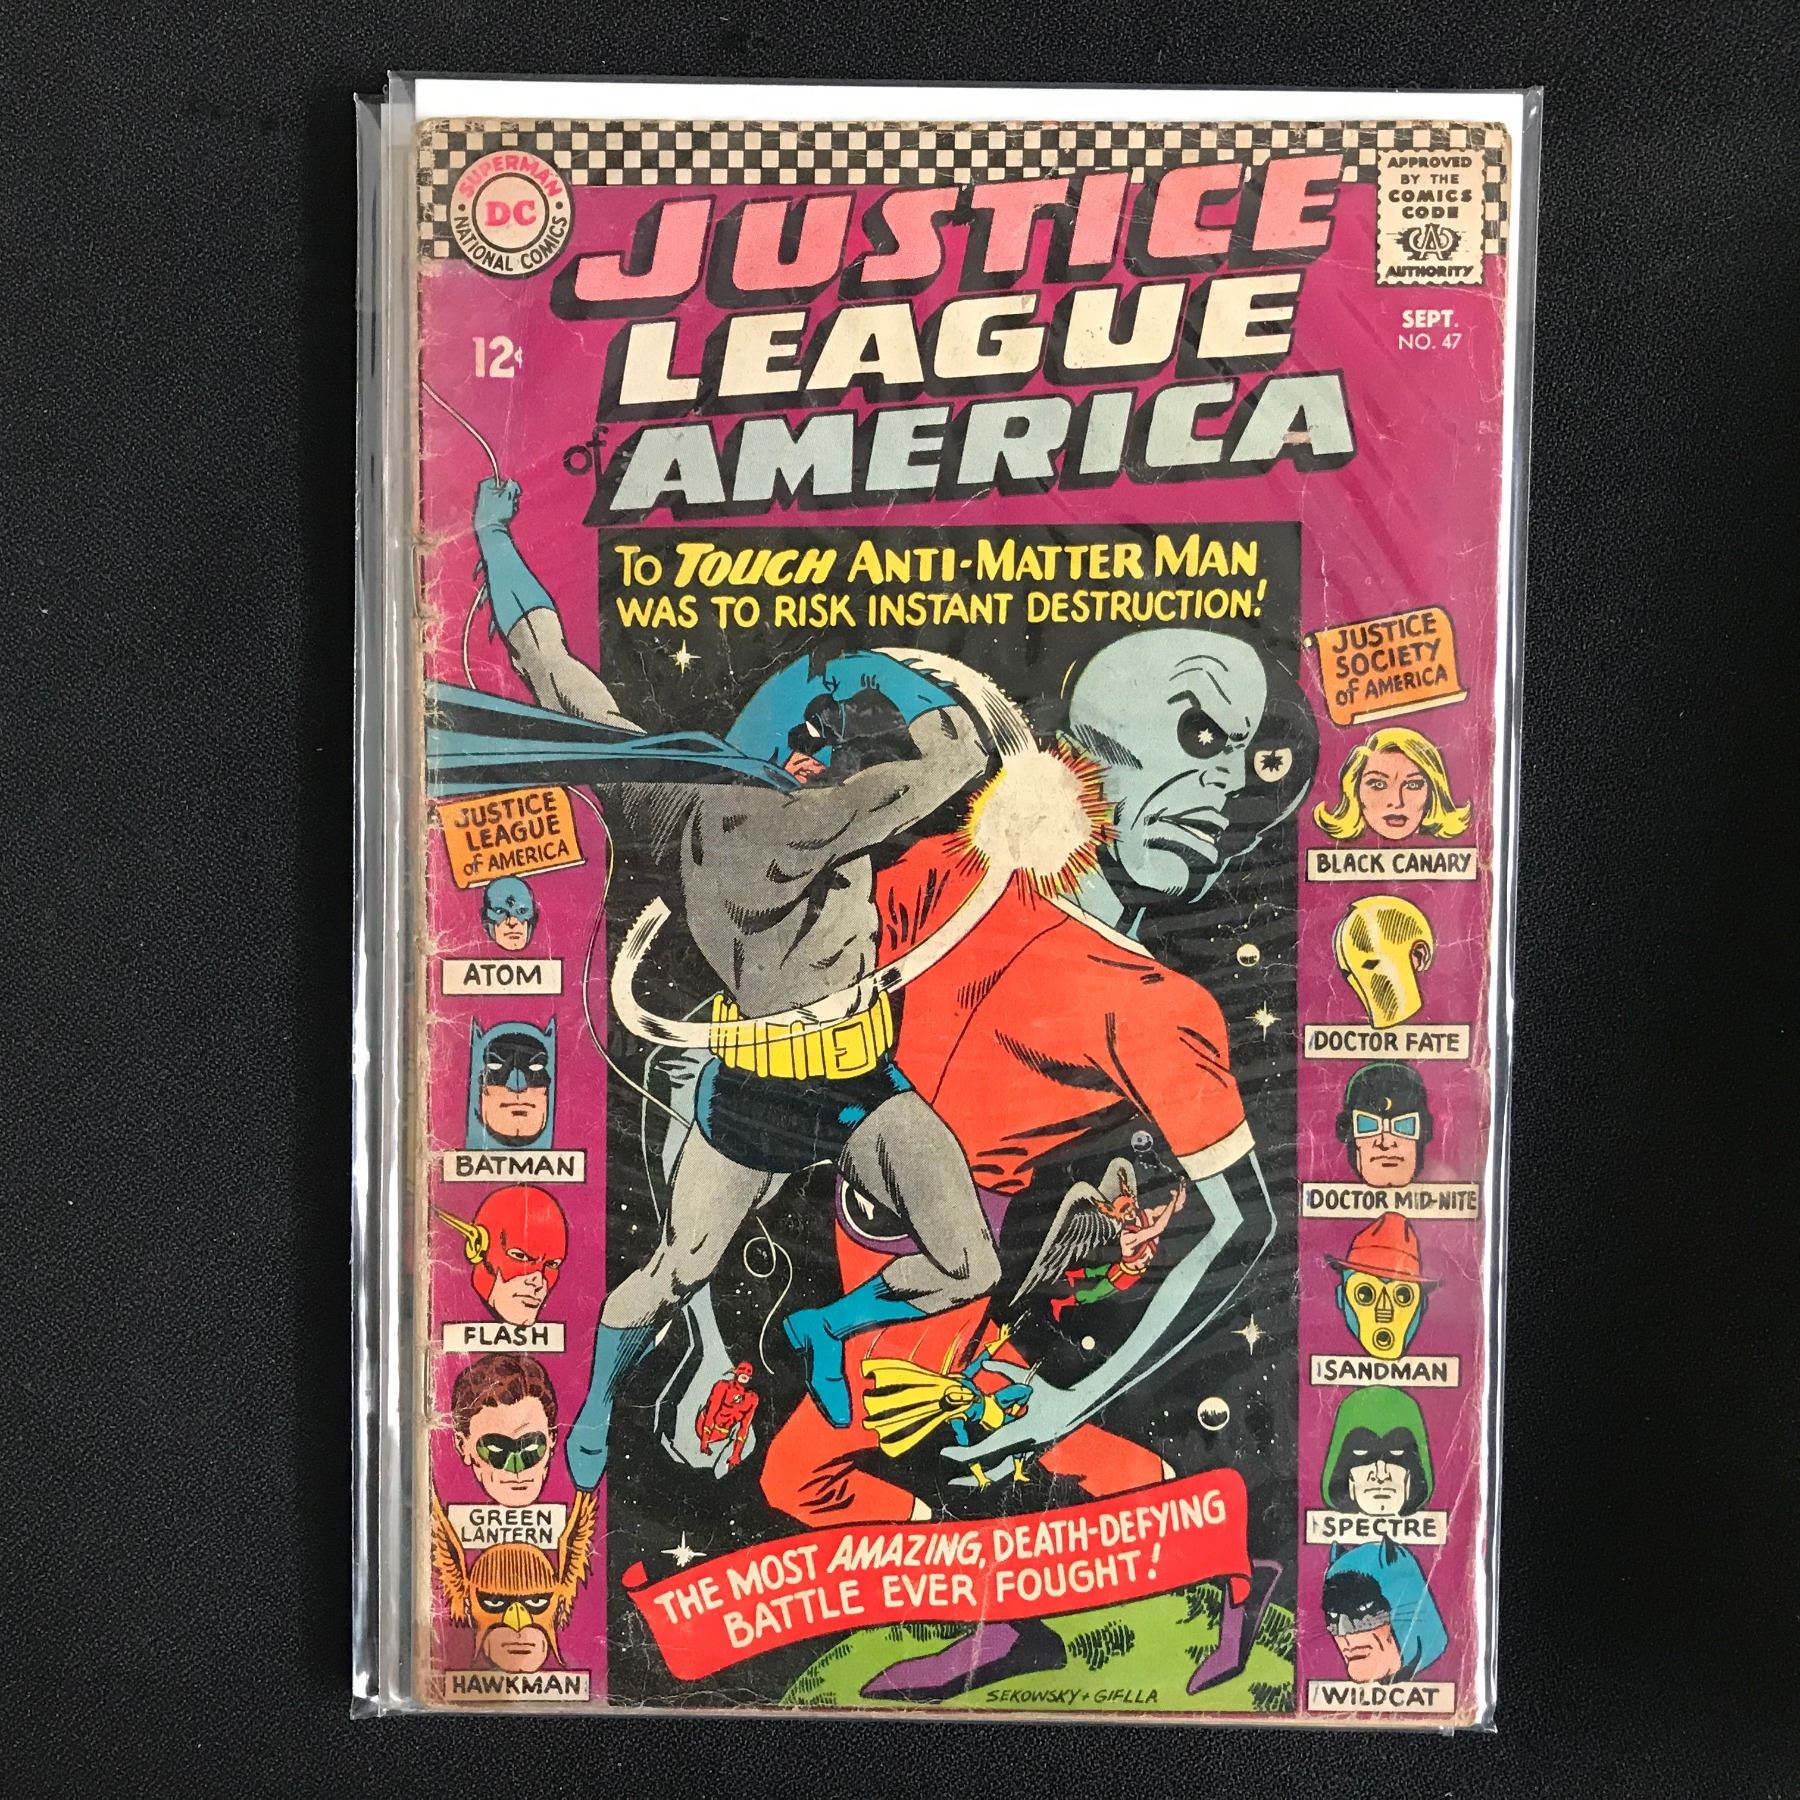 SUPERMAN
DC
NATIONAL COMICS
JUSTICE
LEAGUE
of AMERICA
APPROVED
BY THE
COMICS
CODE
CA
AUTHORITY
12¢
SEPT.
NO. 47
TO TOUCH ANTI-MATTER MAN
WAS TO RISK INSTANT DESTRUCTION!
JUSTICE
LEAGUE
of AMERICA
ATOM
BATMAN
FLASH
GREEN
LANTERN
HAWKMAN
JUSTICE
SOCIETY
of AMERICA
BLACK CANARY
DOCTOR FATE
DOCTOR MID-NITE
SANDMAN
SPECTRE
WILDCAT
THE MOST AMAZING, DEATH-DEFYING
BATTLE EVER FOUGHT!
SEKOWSKY + GIELLA